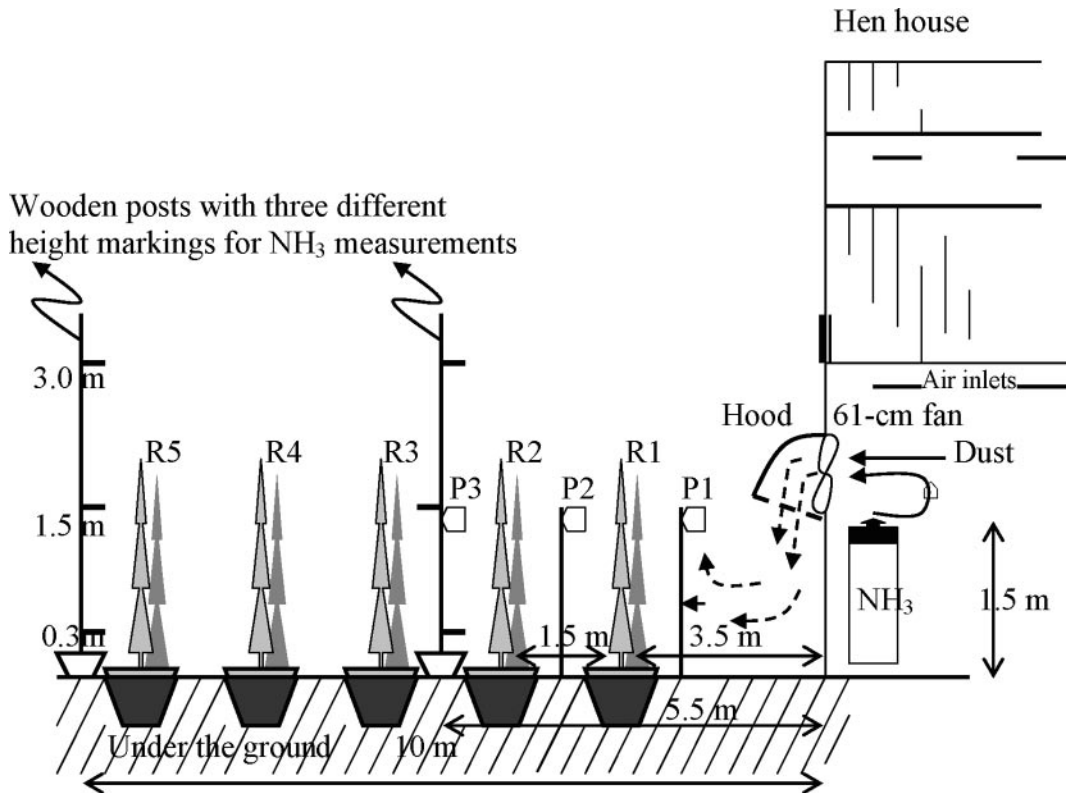 Hen house
Wooden posts with three different
height markings for NH₃ measurements
3.0 m
Air inlets
Hood 61-cm fan
R5 R4 R3 R2 R1
Dust
P3 P2 P1
1.5 m
NH₃
1.5 m
0.3m
1.5 m
3.5 m
5.5 m
Under the ground
10 m